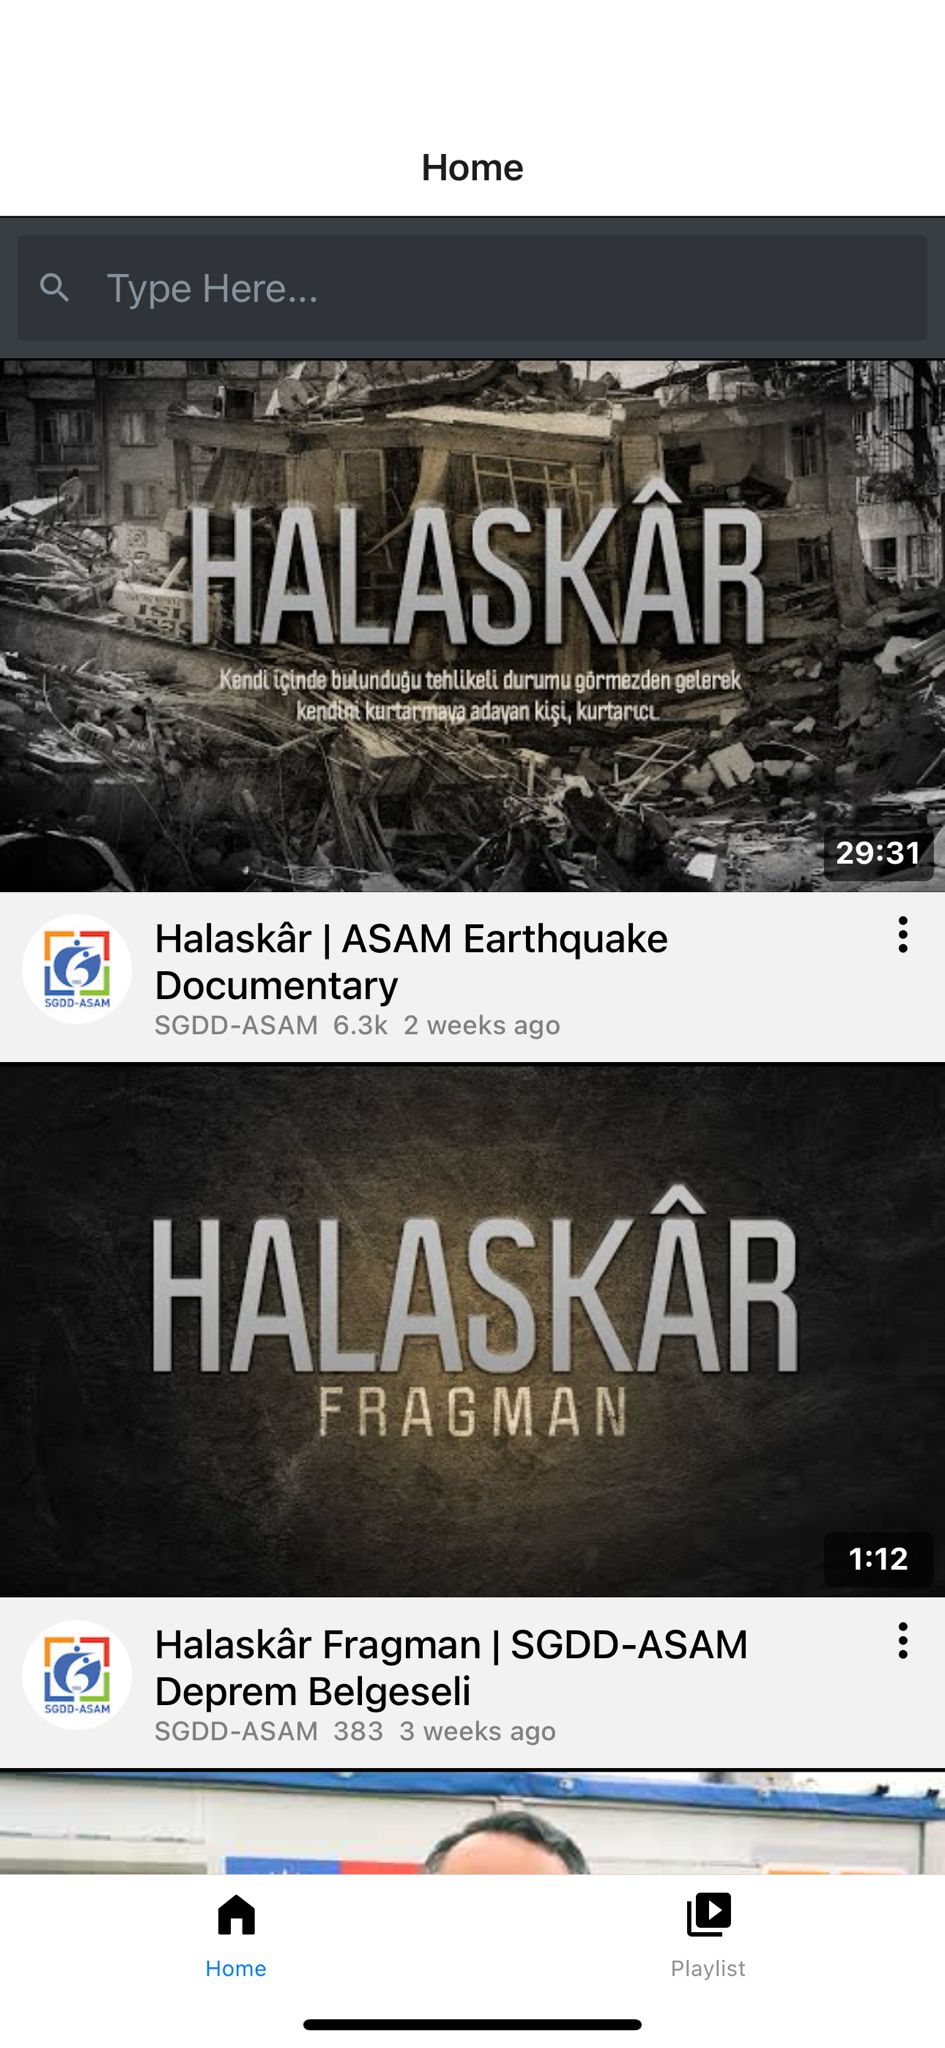 Home
Type Here...
HALASKÂR
Kendi içinde bulunduğu tehlikeli durumu görmezden gelerek
kendini kurtarmaya adayan kişi, kurtarıcı.
29:31
SGDD-ASAM
Halaskâr | ASAM Earthquake
Documentary
SGDD-ASAM 6.3k 2 weeks ago
HALASKÂR
FRAGMAN
1:12
SGDD-ASAM
Halaskâr Fragman | SGDD-ASAM
Deprem Belgeseli
SGDD-ASAM 383 3 weeks ago
Home
Playlist